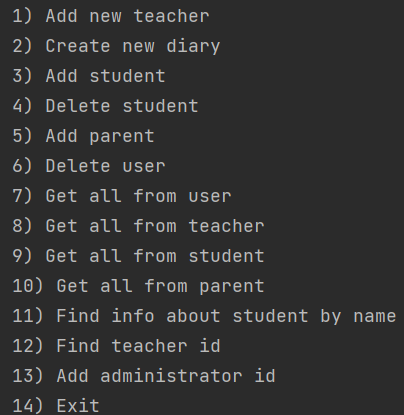 1) Add new teacher
2) Create new diary
3) Add student
4) Delete student
5) Add parent
6) Delete user
7) Get all from user
8) Get all from teacher
9) Get all from student
10) Get all from parent
11) Find info about student by name
12) Find teacher id
13) Add administrator id
14) Exit